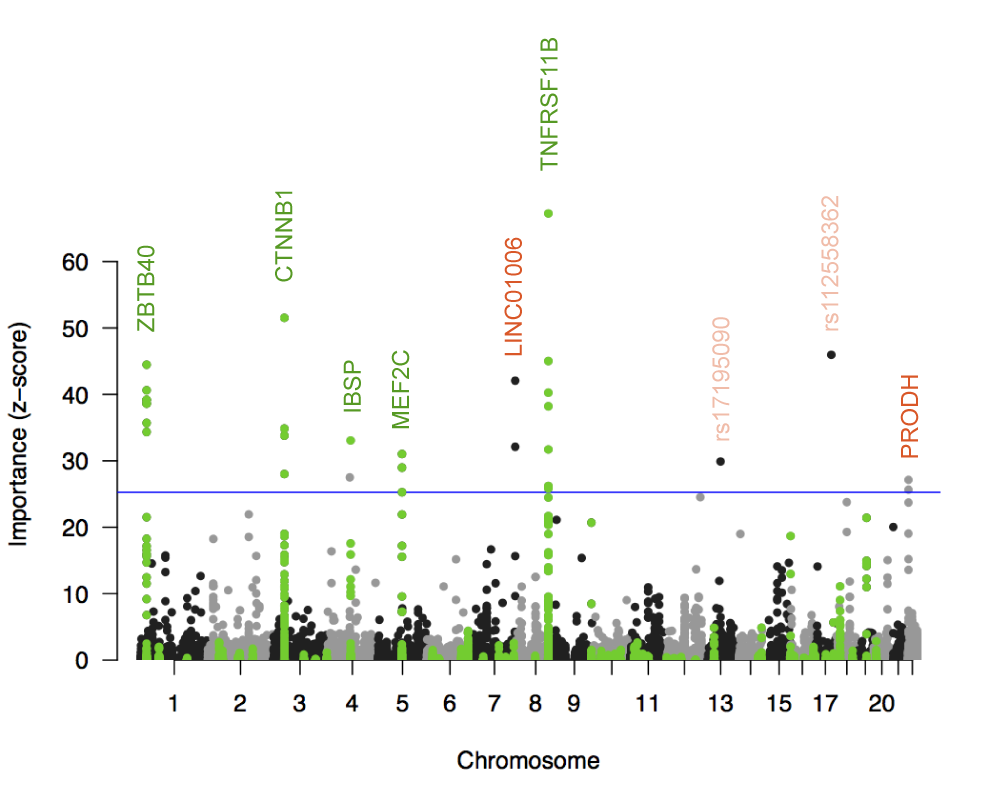 TNFRSF11B
CTNNB1
rs112558362
ZBTB40
LINC01006
rs17195090
IBSP
MEF2C
PRODH
Importance (z−score)
60
50
40
30
20
10
0
1 2 3 4 5 6 7 8 9 11 13 15 17 20
Chromosome